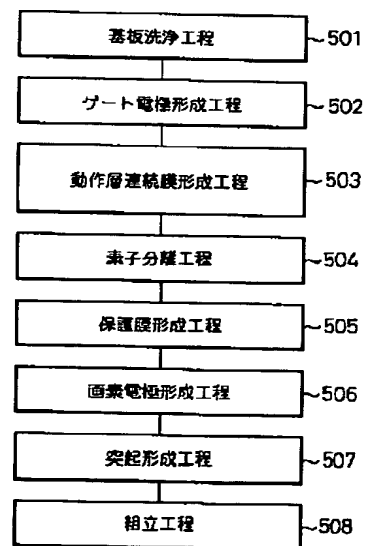 基板洗浄工程 501
ゲート電極形成工程 502
動作層連続膜形成工程 503
素子分離工程 504
保護膜形成工程 505
画素電極形成工程 506
突起形成工程 507
組立工程 508